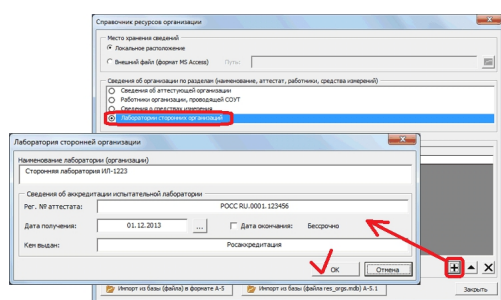 Справочник ресурсов организации
Место хранения сведений
Локальное расположение
Внешний файл (формат MS Access)
Путь:
Сведения об организации по разделам (наименование, аттестат, работники, средства измерений)
Сведения об аттестующей организации
Работники организации, проводящей СОУТ
Сведения о средствах измерения
Лаборатории сторонних организаций
Лаборатория сторонней организации
Наименование лаборатории (организации)
Сторонняя лаборатория ИЛ-1223
Сведения об аккредитации испытательной лаборатории
Рег. № аттестата:
РОСС RU.0001.123456
Дата получения:
01.12.2013
...
Дата окончания:
Бессрочно
Кем выдан:
Росаккредитация
ОК
Отмена
Импорт из базы (файла) в формате А-5
Импорт из базы (файла res_orgs.mdb) А-5.1
Закрыть